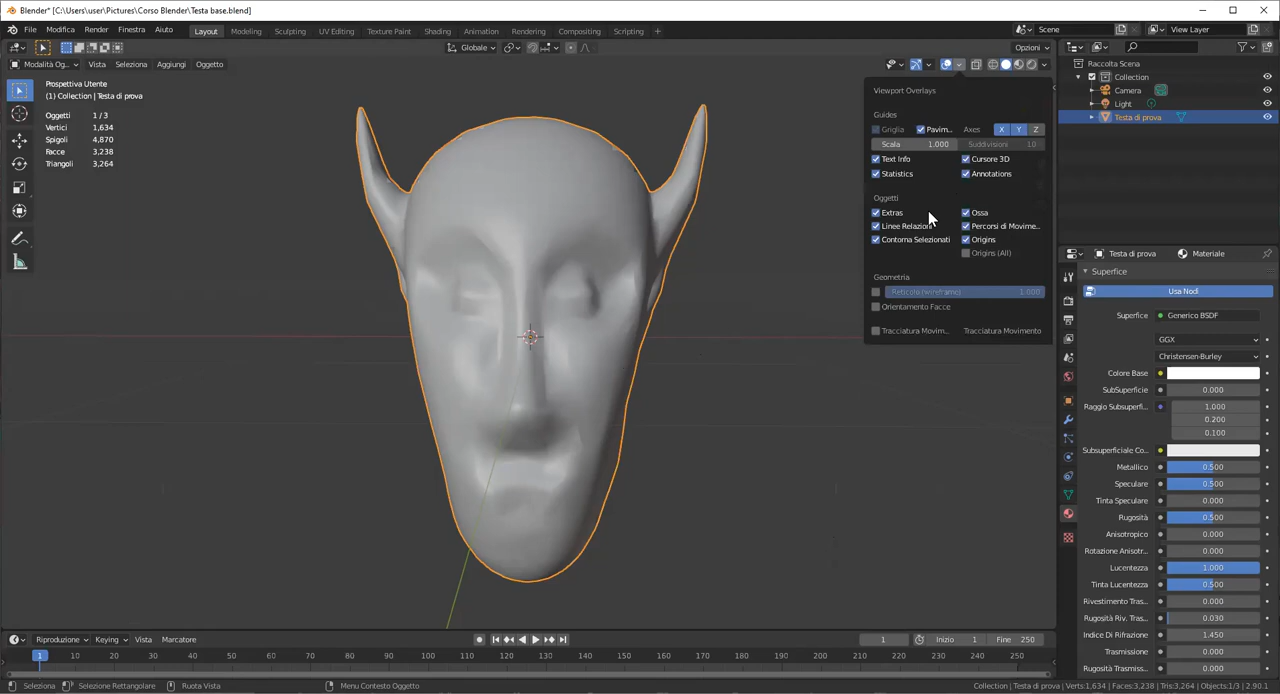 Blender* [C:\Users\user\Pictures\Corso Blender\Testa base.blend]
File Modifica Render Finestra Aiuto Layout Modeling Sculpting UV Editing Texture Paint Shading Animation Rendering Compositing Scripting + Scene View Layer
Globale Opzioni
Modalità Og... Vista Seleziona Aggiungi Oggetto
Prospettiva Utente
(1) Collection | Testa di prova
Oggetti 1 / 3
Vertici 1,634
Spigoli 4,870
Facce 3,238
Triangoli 3,264
Viewport Overlays
Guides
Griglia Pavim... Axes X Y Z
Scala 1.000 Suddivisioni 10
Text Info Cursore 3D
Statistics Annotations
Oggetti
Extras Ossa
Linee Relazioni Percorsi di Movime...
Contorna Selezionati Origins
Origins (All)
Geometria
Reticolo (wireframe) 1.000
Orientamento Facce
Tracciatura Movim... Tracciatura Movimento
Raccolta Scena
Collection
Camera
Light
Testa di prova
Testa di prova Materiale
Superfice
Usa Nodi
Superfice Generico BSDF
GGX
Christensen-Burley
Colore Base
SubSuperficie 0.000
Raggio Subsuperfi... 1.000
0.200
0.100
Subsuperficiale Co...
Metallico 0.500
Speculare 0.500
Tinta Speculare 0.000
Rugosità 0.500
Anisotropico 0.000
Rotazione Anisotr... 0.000
Lucentezza 1.000
Tinta Lucentezza 0.500
Rivestimento Tras... 0.000
Rugosità Riv. Tras... 0.030
Indice Di Rifrazione 1.450
Trasmissione 0.000
Rugosità Trasmiss... 0.000
Riproduzione Keying Vista Marcatore 1 Inizio 1 Fine 250
1 10 20 30 40 50 60 70 80 90 100 110 120 130 140 150 160 170 180 190 200 210 220 230 240 250
Seleziona Selezione Rettangolare Ruota Vista Menu Contesto Oggetto Collection | Testa di prova | Verts:1,634 | Faces:3,238 | Tris:3,264 | Objects:1/3 | 2.90.1